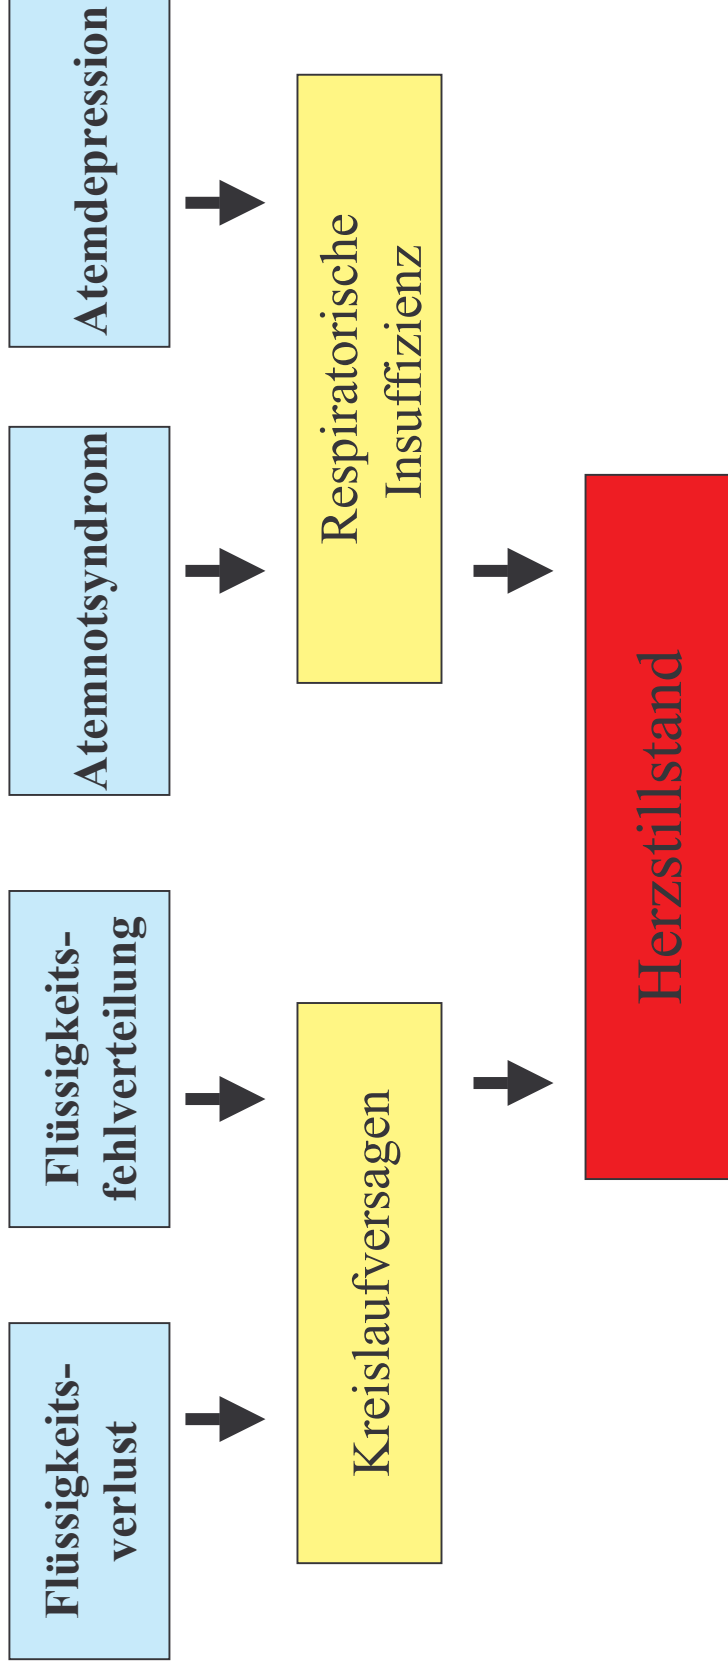 Flüssigkeits-
verlust
Flüssigkeits-
fehlverteilung
Atemnotsyndrom
Atemdepression
Kreislaufversagen
Respiratorische
Insuffizienz
Herzstillstand